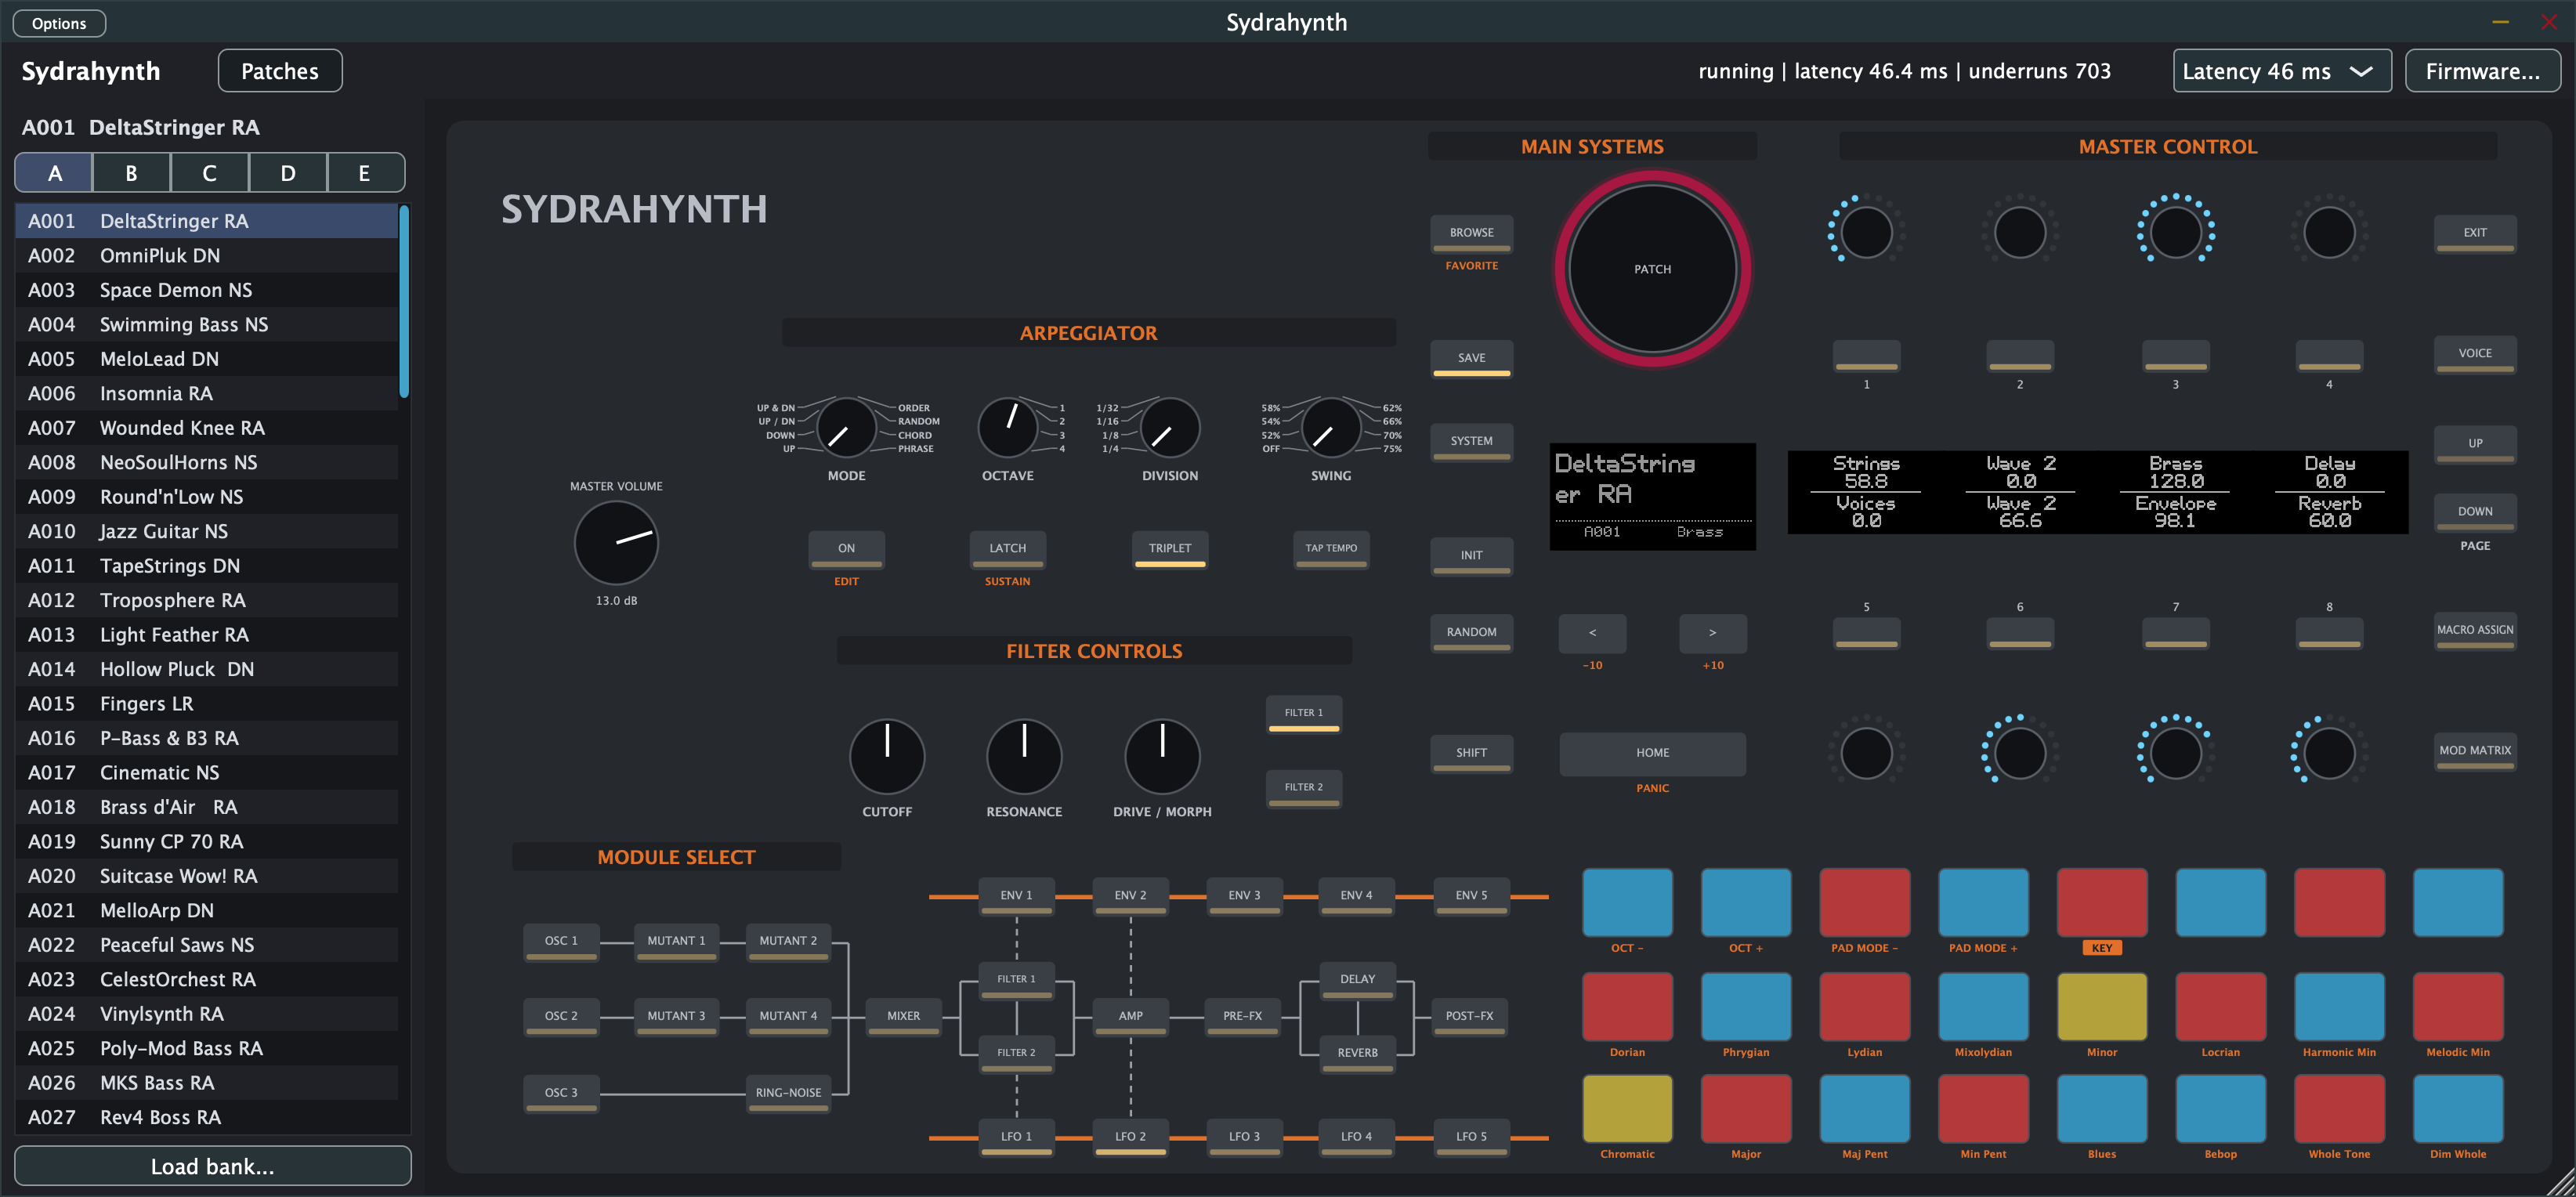 Options
Sydrahynth
Sydrahynth
Patches
running | latency 46.4 ms | underruns 703
Latency 46 ms
Firmware...
A001 DeltaStringer RA
A B C D E
A001 DeltaStringer RA
A002 OmniPluk DN
A003 Space Demon NS
A004 Swimming Bass NS
A005 MeloLead DN
A006 Insomnia RA
A007 Wounded Knee RA
A008 NeoSoulHorns NS
A009 Round'n'Low NS
A010 Jazz Guitar NS
A011 TapeStrings DN
A012 Troposphere RA
A013 Light Feather RA
A014 Hollow Pluck  DN
A015 Fingers LR
A016 P-Bass & B3 RA
A017 Cinematic NS
A018 Brass d'Air   RA
A019 Sunny CP 70 RA
A020 Suitcase Wow! RA
A021 MelloArp DN
A022 Peaceful Saws NS
A023 CelestOrchest RA
A024 Vinylsynth RA
A025 Poly-Mod Bass RA
A026 MKS Bass RA
A027 Rev4 Boss RA
Load bank...
SYDRAHYNTH
MASTER VOLUME
13.0 dB
ARPEGGIATOR
UP & DN ORDER
UP / DN RANDOM
DOWN CHORD
UP PHRASE
MODE
1
2
3
4
OCTAVE
1/32
1/16
1/8
1/4
DIVISION
58% 62%
54% 66%
52% 70%
OFF 75%
SWING
ON
EDIT
LATCH
SUSTAIN
TRIPLET
TAP TEMPO
FILTER CONTROLS
CUTOFF
RESONANCE
DRIVE / MORPH
FILTER 1
FILTER 2
MAIN SYSTEMS
BROWSE
FAVORITE
PATCH
SAVE
SYSTEM
INIT
RANDOM
SHIFT
DeltaString
er RA
A001 Brass
<
-10
>
+10
HOME
PANIC
MASTER CONTROL
1 2 3 4
Strings Wave 2 Brass Delay
58.8 0.0 128.0 0.0
Voices Wave 2 Envelope Reverb
0.0 66.6 98.1 60.0
5 6 7 8
EXIT
VOICE
UP
DOWN
PAGE
MACRO ASSIGN
MOD MATRIX
MODULE SELECT
ENV 1 ENV 2 ENV 3 ENV 4 ENV 5
OSC 1 MUTANT 1 MUTANT 2
FILTER 1 DELAY
OSC 2 MUTANT 3 MUTANT 4 MIXER AMP PRE-FX POST-FX
FILTER 2 REVERB
OSC 3 RING-NOISE
LFO 1 LFO 2 LFO 3 LFO 4 LFO 5
OCT - OCT + PAD MODE - PAD MODE + KEY
Dorian Phrygian Lydian Mixolydian Minor Locrian Harmonic Min Melodic Min
Chromatic Major Maj Pent Min Pent Blues Bebop Whole Tone Dim Whole